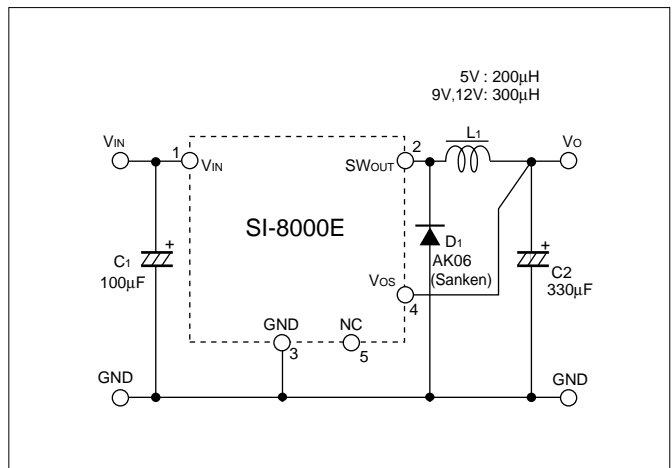 5V : 200µH
9V,12V: 300µH
VIN
1
VIN
2
SWOUT
L1
VO
SI-8000E
C1
100µF
D1
AK06
(Sanken)
VOS
4
C2
330µF
GND
3
NC
5
GND
GND
+
+